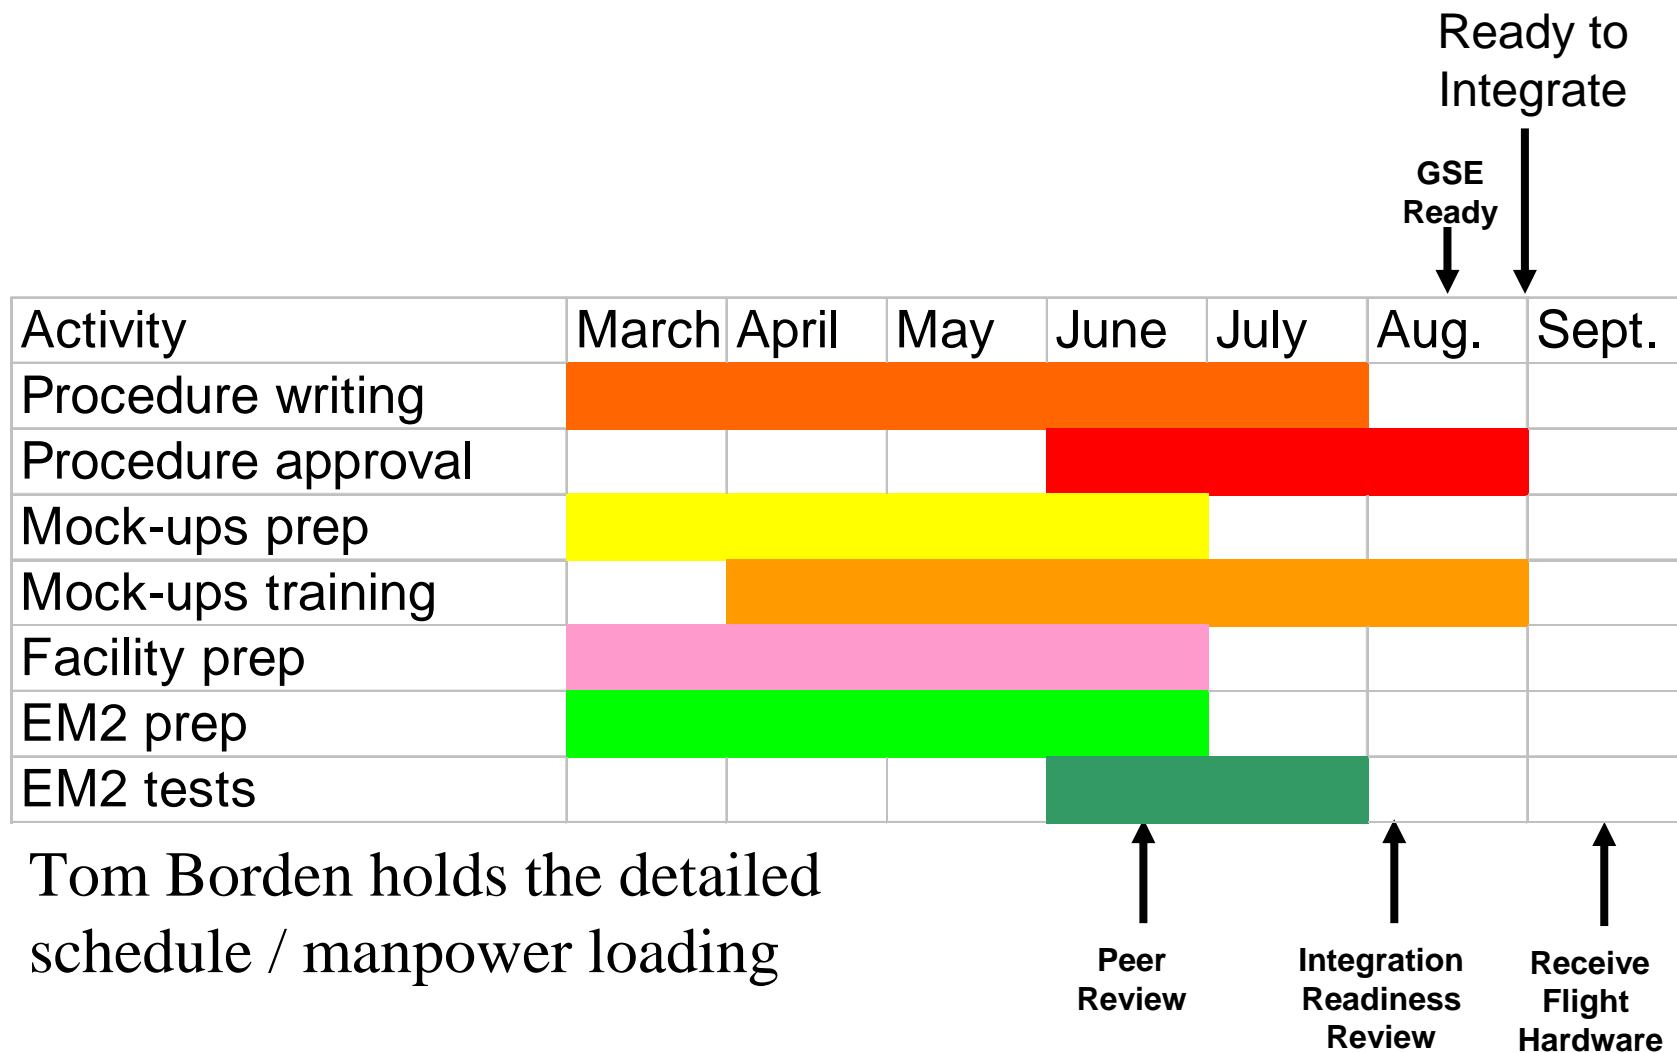 Ready to
Integrate
GSE
Ready
Activity March April May June July Aug. Sept.
Procedure writing
Procedure approval
Mock-ups prep
Mock-ups training
Facility prep
EM2 prep
EM2 tests
Tom Borden holds the detailed
schedule / manpower loading
Peer
Review
Integration
Readiness
Review
Receive
Flight
Hardware